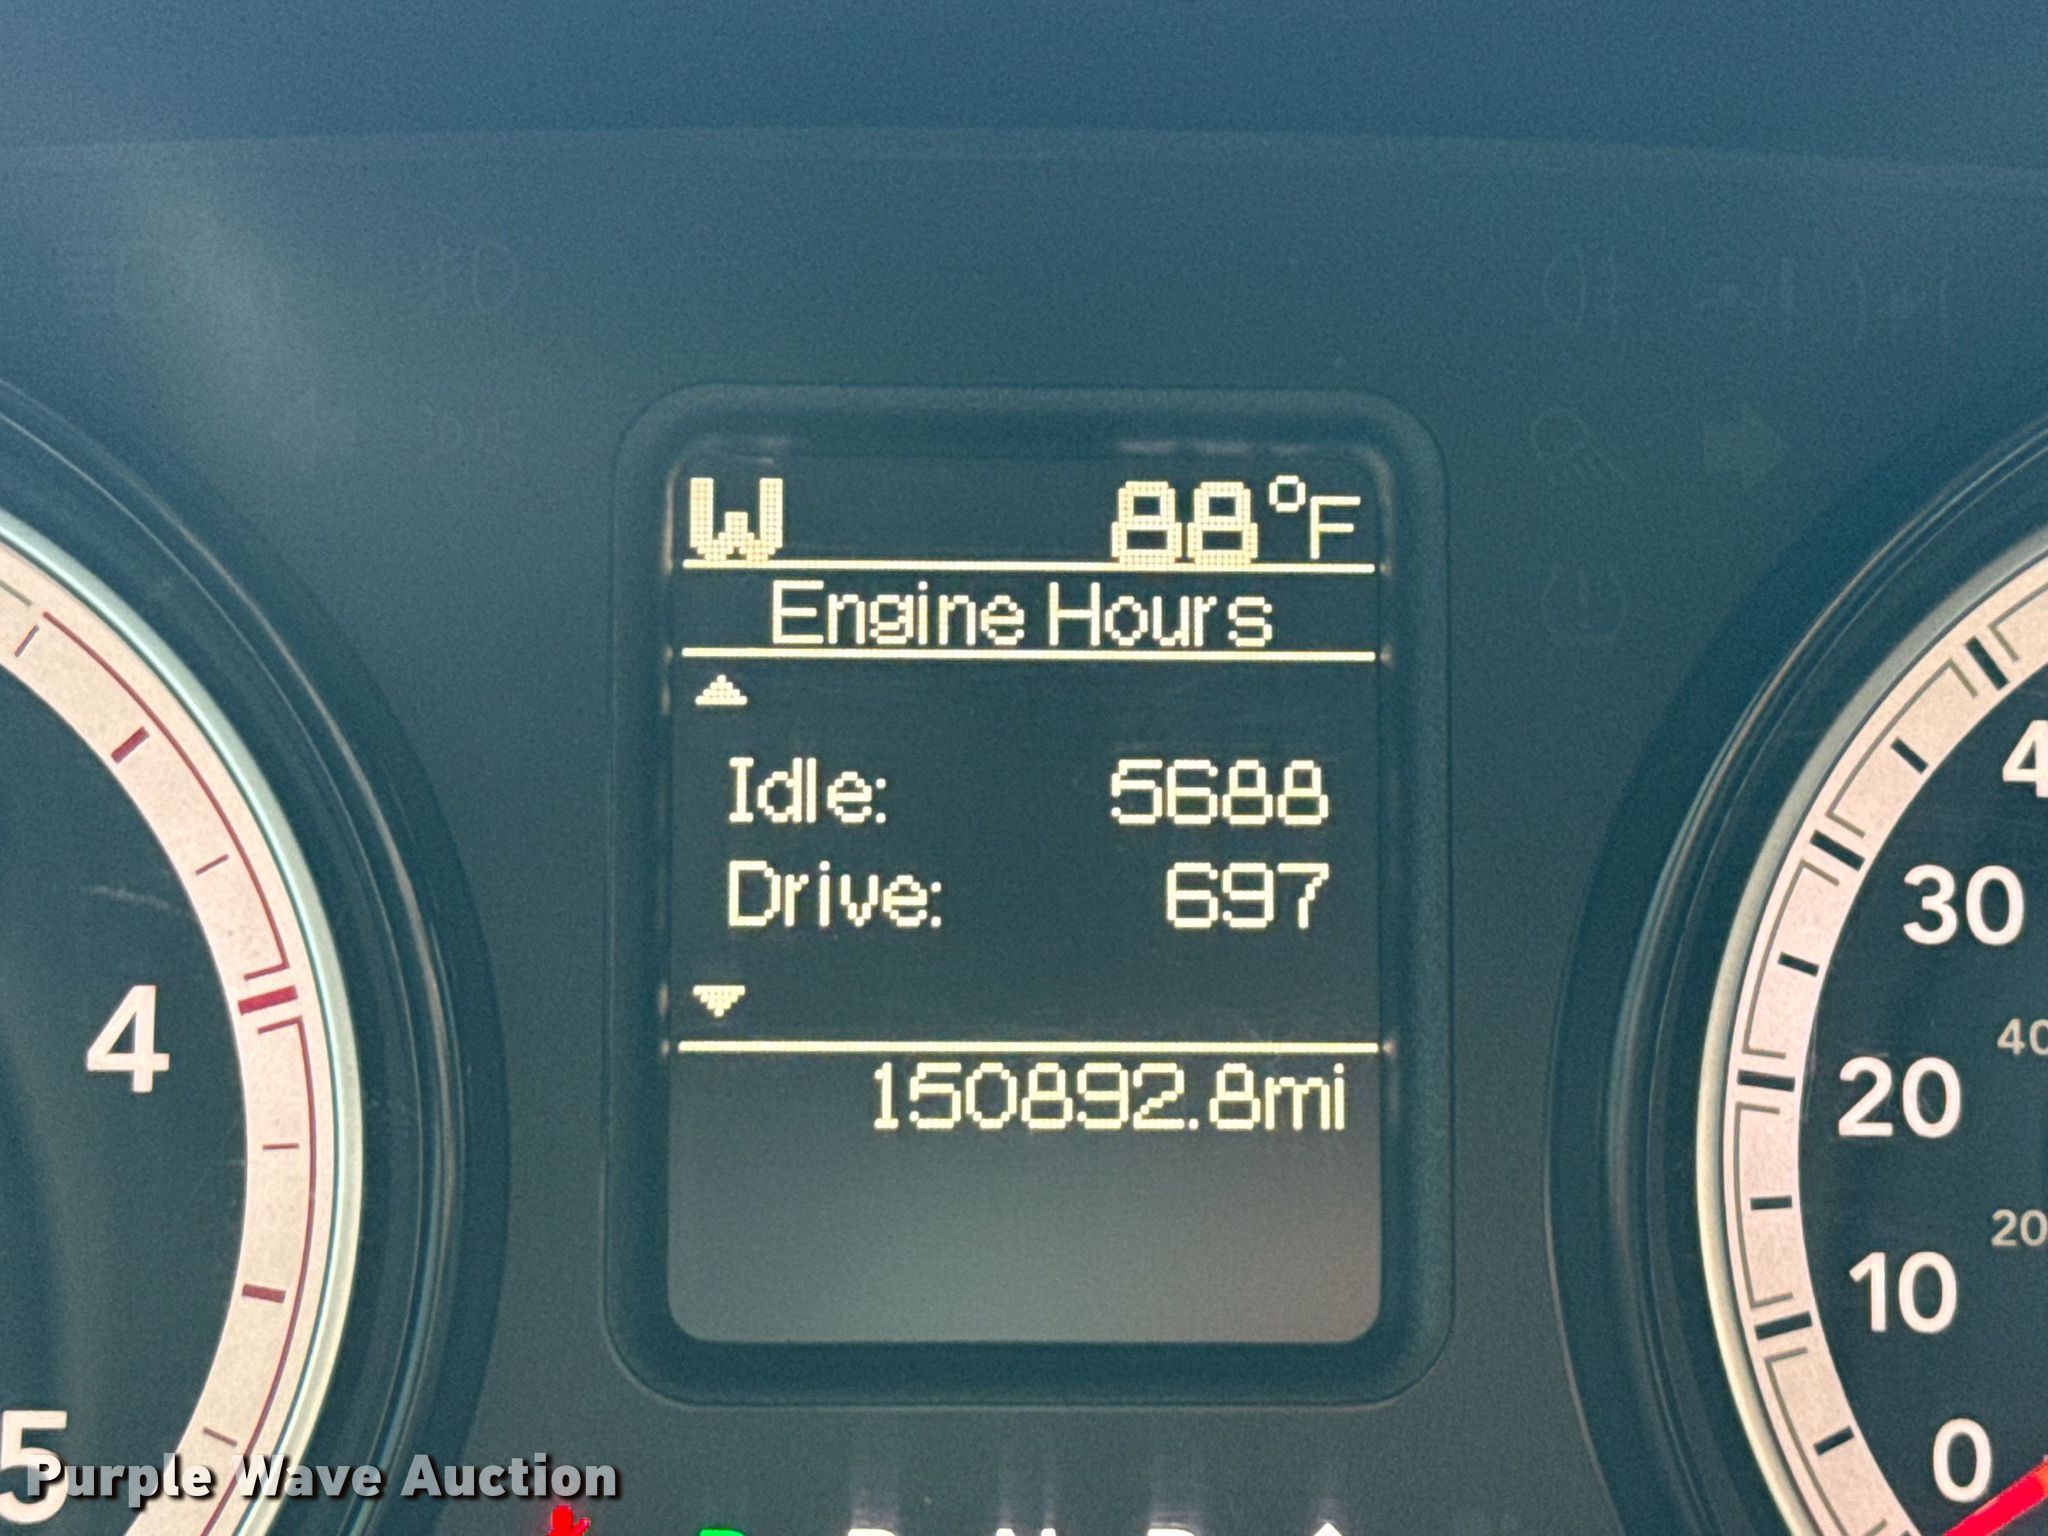 W 88°F
Engine Hours
Idle: 5688
Drive: 697
150892.8mi
4
5
30
20
10
0
20
Purple Wave Auction